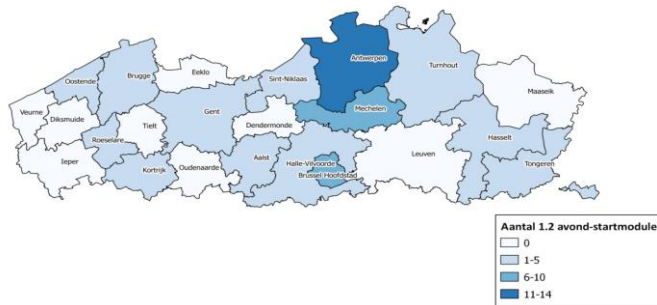 Antwerpen
Eeklo
Brugge
Turnhout
Oostende
Sint-Niklaas
Maaseik
Veurne
Diksmuide
Tielt
Gent
Mechelen
Dendermonde
Roeselare
Hasselt
Ieper
Kortrijk
Oudenaarde
Aalst
Halle-Vilvoorde
Leuven
Tongeren
Brussel Hoofdstad
Aantal 1.2 avond-startmodule
0
1-5
6-10
11-14